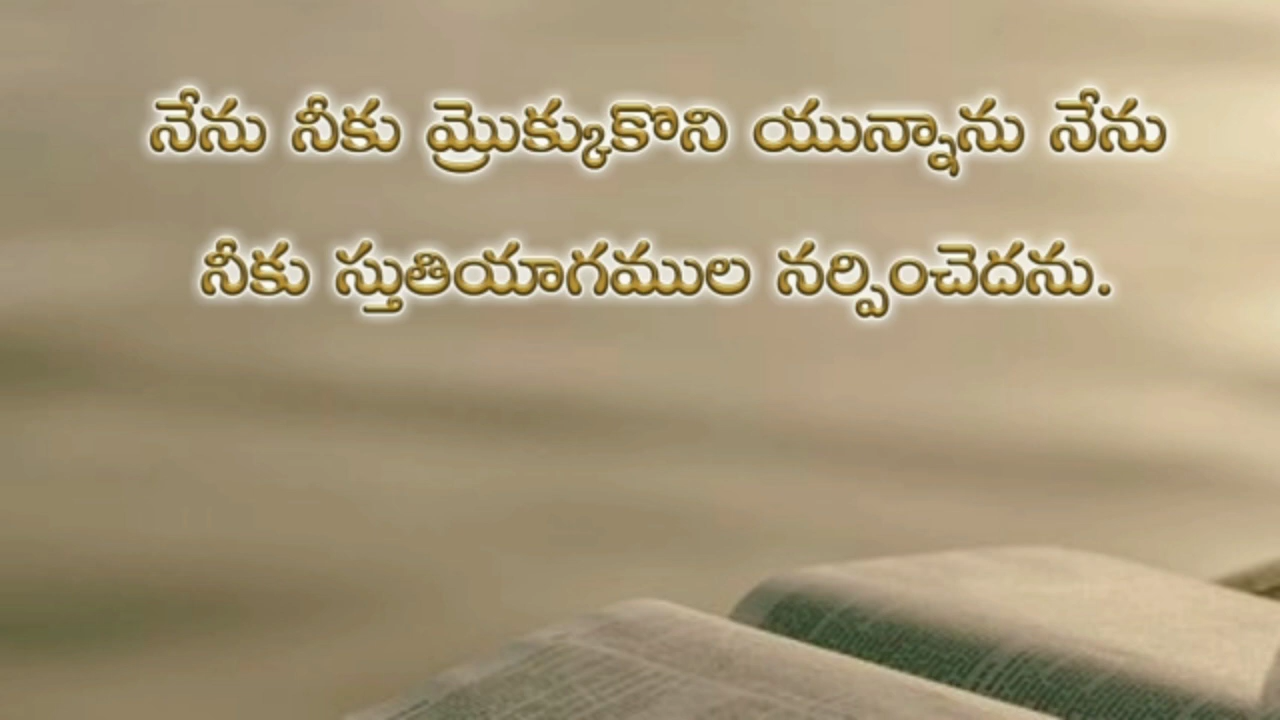 నేను నీకు మ్రొక్కుకొని యున్నాను నేను
నీకు స్తుతియాగముల నర్పించెదను.